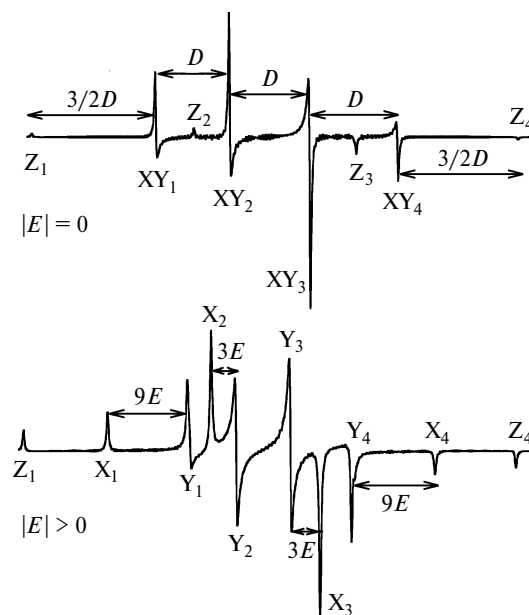 D
3/2D
D
D
Z₂
Z₄
Z₁
XY₁
XY₂
Z₃
XY₄
3/2D
|E| = 0
XY₃
X₂
3E
Y₃
9E
Y₄
X₄
Z₄
Z₁
X₁
Y₁
9E
|E| > 0
Y₂
3E
X₃